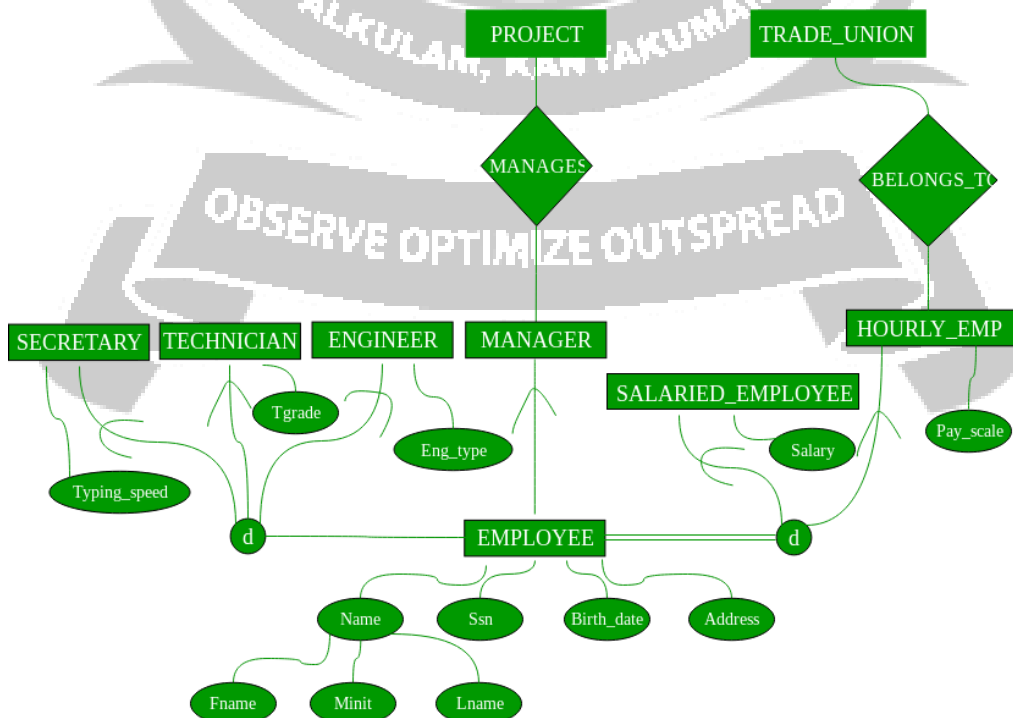 ALKULAM, KANYAKUMA
PROJECT
TRADE_UNION
MANAGES
BELONGS_TO
OBSERVE OPTIMIZE OUTSPREAD
SECRETARY
TECHNICIAN
ENGINEER
MANAGER
HOURLY_EMP
SALARIED_EMPLOYEE
Tgrade
Eng_type
Salary
Pay_scale
Typing_speed
d
EMPLOYEE
d
Name
Ssn
Birth_date
Address
Fname
Minit
Lname